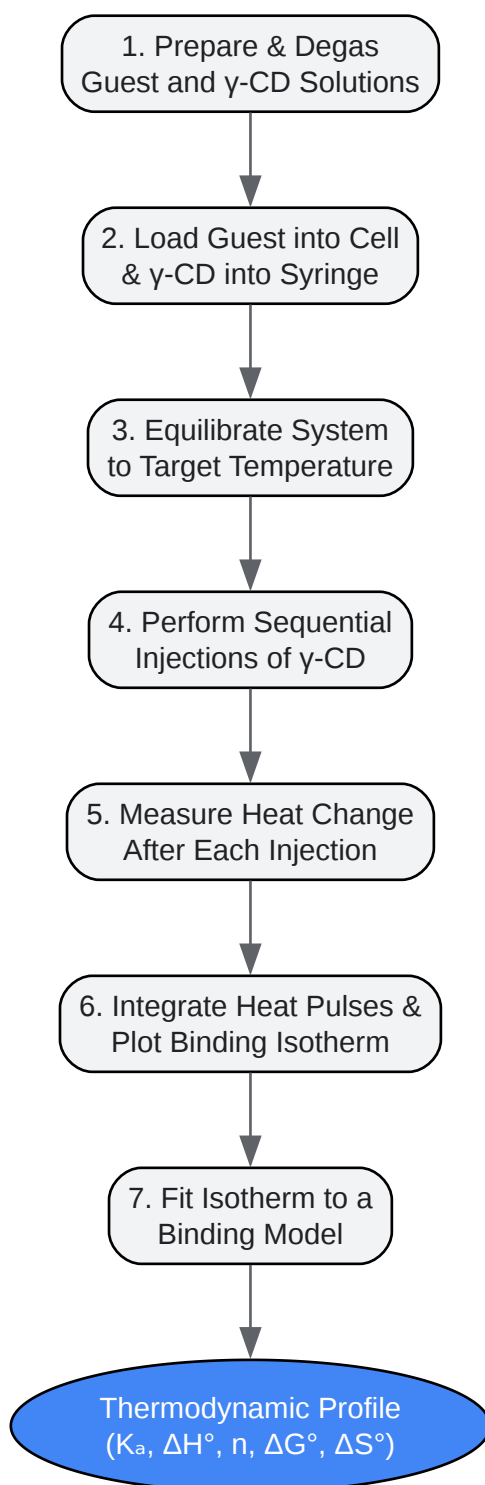 1. Prepare & Degas
Guest and γ-CD Solutions
2. Load Guest into Cell
& γ-CD into Syringe
3. Equilibrate System
to Target Temperature
4. Perform Sequential
Injections of γ-CD
5. Measure Heat Change
After Each Injection
6. Integrate Heat Pulses &
Plot Binding Isotherm
7. Fit Isotherm to a
Binding Model
Thermodynamic Profile
(Kₐ, ΔH°, n, ΔG°, ΔS°)